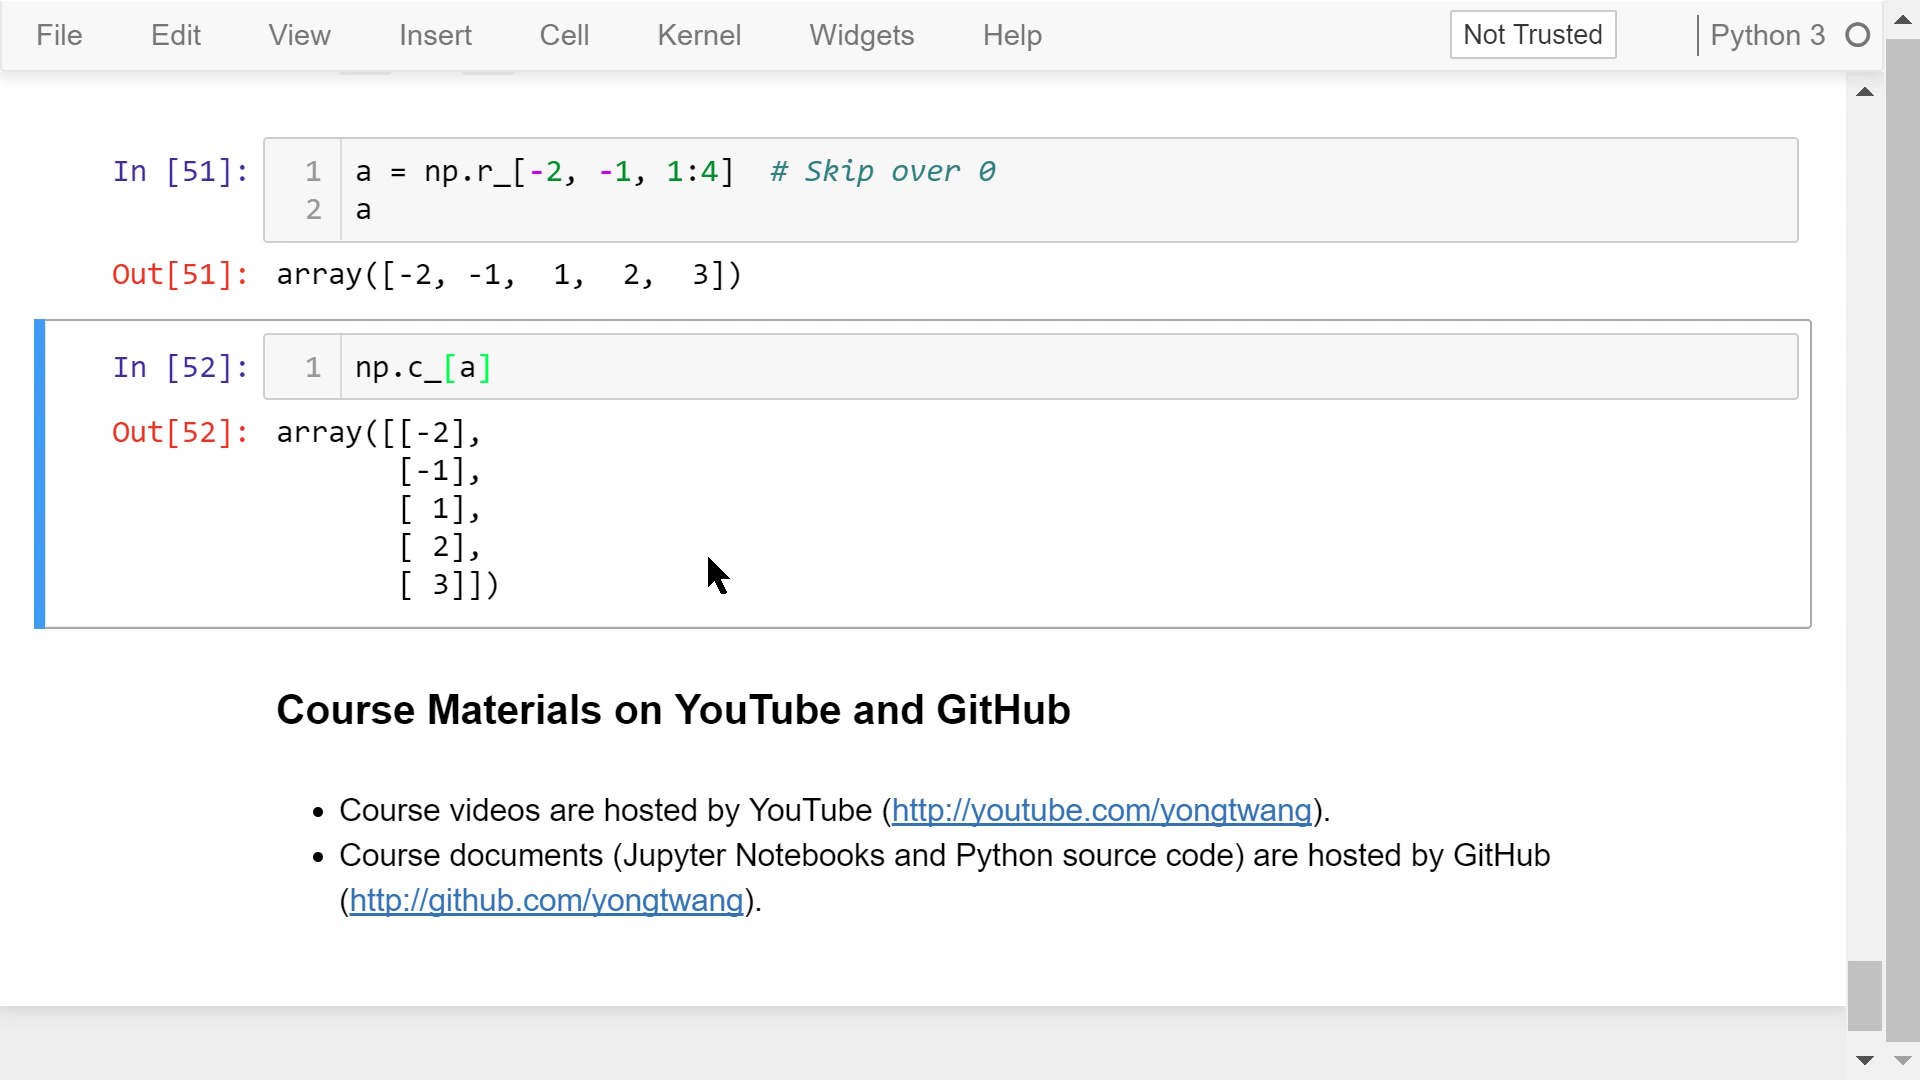 File Edit View Insert Cell Kernel Widgets Help Not Trusted Python 3
In [51]: 1 a = np.r_[-2, -1, 1:4]  # Skip over 0
2 a
Out[51]: array([-2, -1,  1,  2,  3])
In [52]: 1 np.c_[a]
Out[52]: array([[-2],
[-1],
[ 1],
[ 2],
[ 3]])
Course Materials on YouTube and GitHub
• Course videos are hosted by YouTube (http://youtube.com/yongtwang).
• Course documents (Jupyter Notebooks and Python source code) are hosted by GitHub
(http://github.com/yongtwang).